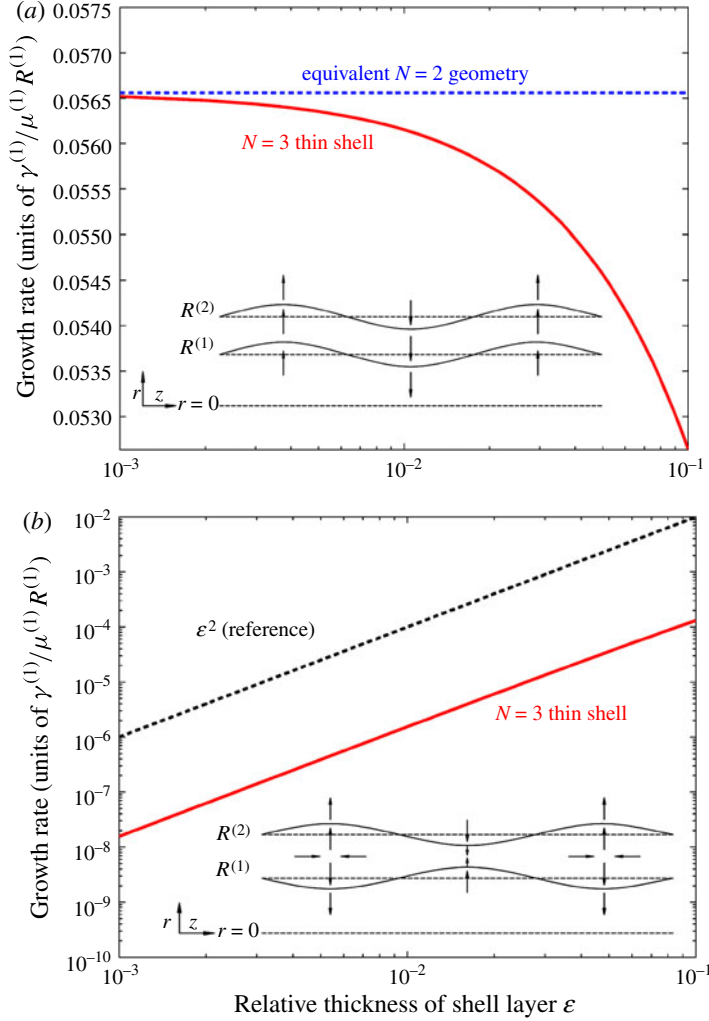 (a)
0.0575
0.0570
0.0565
0.0560
0.0555
0.0550
0.0545
0.0540
0.0535
0.0530
Growth rate (units of γ⁽¹⁾/μ⁽¹⁾ R⁽¹⁾)
equivalent N = 2 geometry
N = 3 thin shell
R⁽²⁾
R⁽¹⁾
r z r = 0
10⁻³ 10⁻² 10⁻¹
(b)
10⁻²
10⁻³
10⁻⁴
10⁻⁵
10⁻⁶
10⁻⁷
10⁻⁸
10⁻⁹
10⁻¹⁰
Growth rate (units of γ⁽¹⁾/μ⁽¹⁾ R⁽¹⁾)
ε² (reference)
N = 3 thin shell
R⁽²⁾
R⁽¹⁾
r z r = 0
10⁻³ 10⁻² 10⁻¹
Relative thickness of shell layer ε